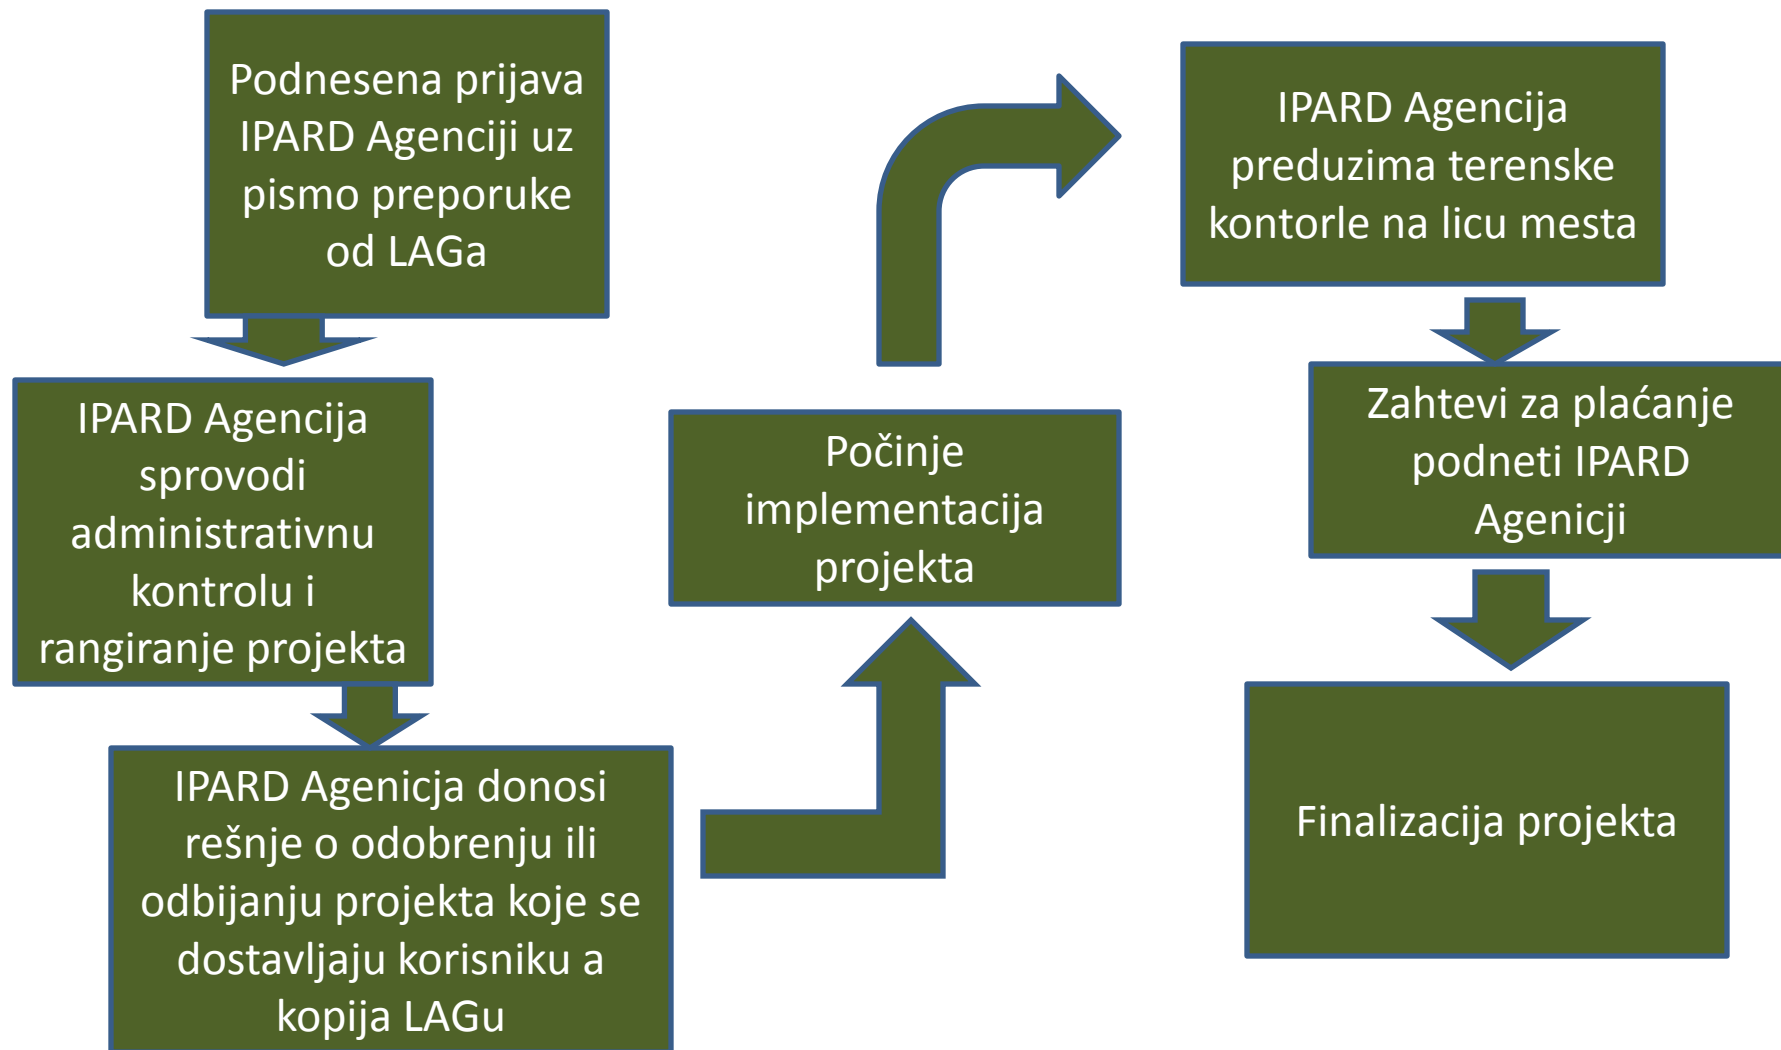 Podnesena prijava
IPARD Agenciji uz
pismo preporuke
od LAGa
IPARD Agencija
sprovodi
administrativnu
kontrolu i
rangiranje projekta
IPARD Agenicja donosi
rešnje o odobrenju ili
odbijanju projekta koje se
dostavljaju korisniku a
kopija LAGu
Počinje
implementacija
projekta
IPARD Agencija
preduzima terenske
kontorle na licu mesta
Zahtevi za plaćanje
podneti IPARD
Agenicji
Finalizacija projekta